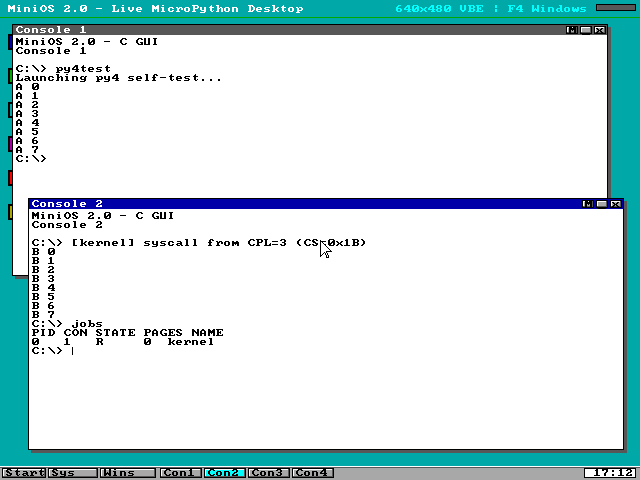 MiniOS 2.0 - Live MicroPython Desktop 640x480 VBE | F4 Windows
Console 1 M _ X
MiniOS 2.0 - C GUI
Console 1
C:\> py4test
Launching py4 self-test...
A 0
A 1
A 2
A 3
A 4
A 5
A 6
A 7
C:\>
Console 2 M _ X
MiniOS 2.0 - C GUI
Console 2
C:\> [kernel] syscall from CPL=3 (CS=0x1B)
B 0
B 1
B 2
B 3
B 4
B 5
B 6
B 7
C:\> jobs
PID CON STATE PAGES NAME
0 1 R 0 kernel
C:\>
Start Sys Wins Con1 Con2 Con3 Con4 17:12